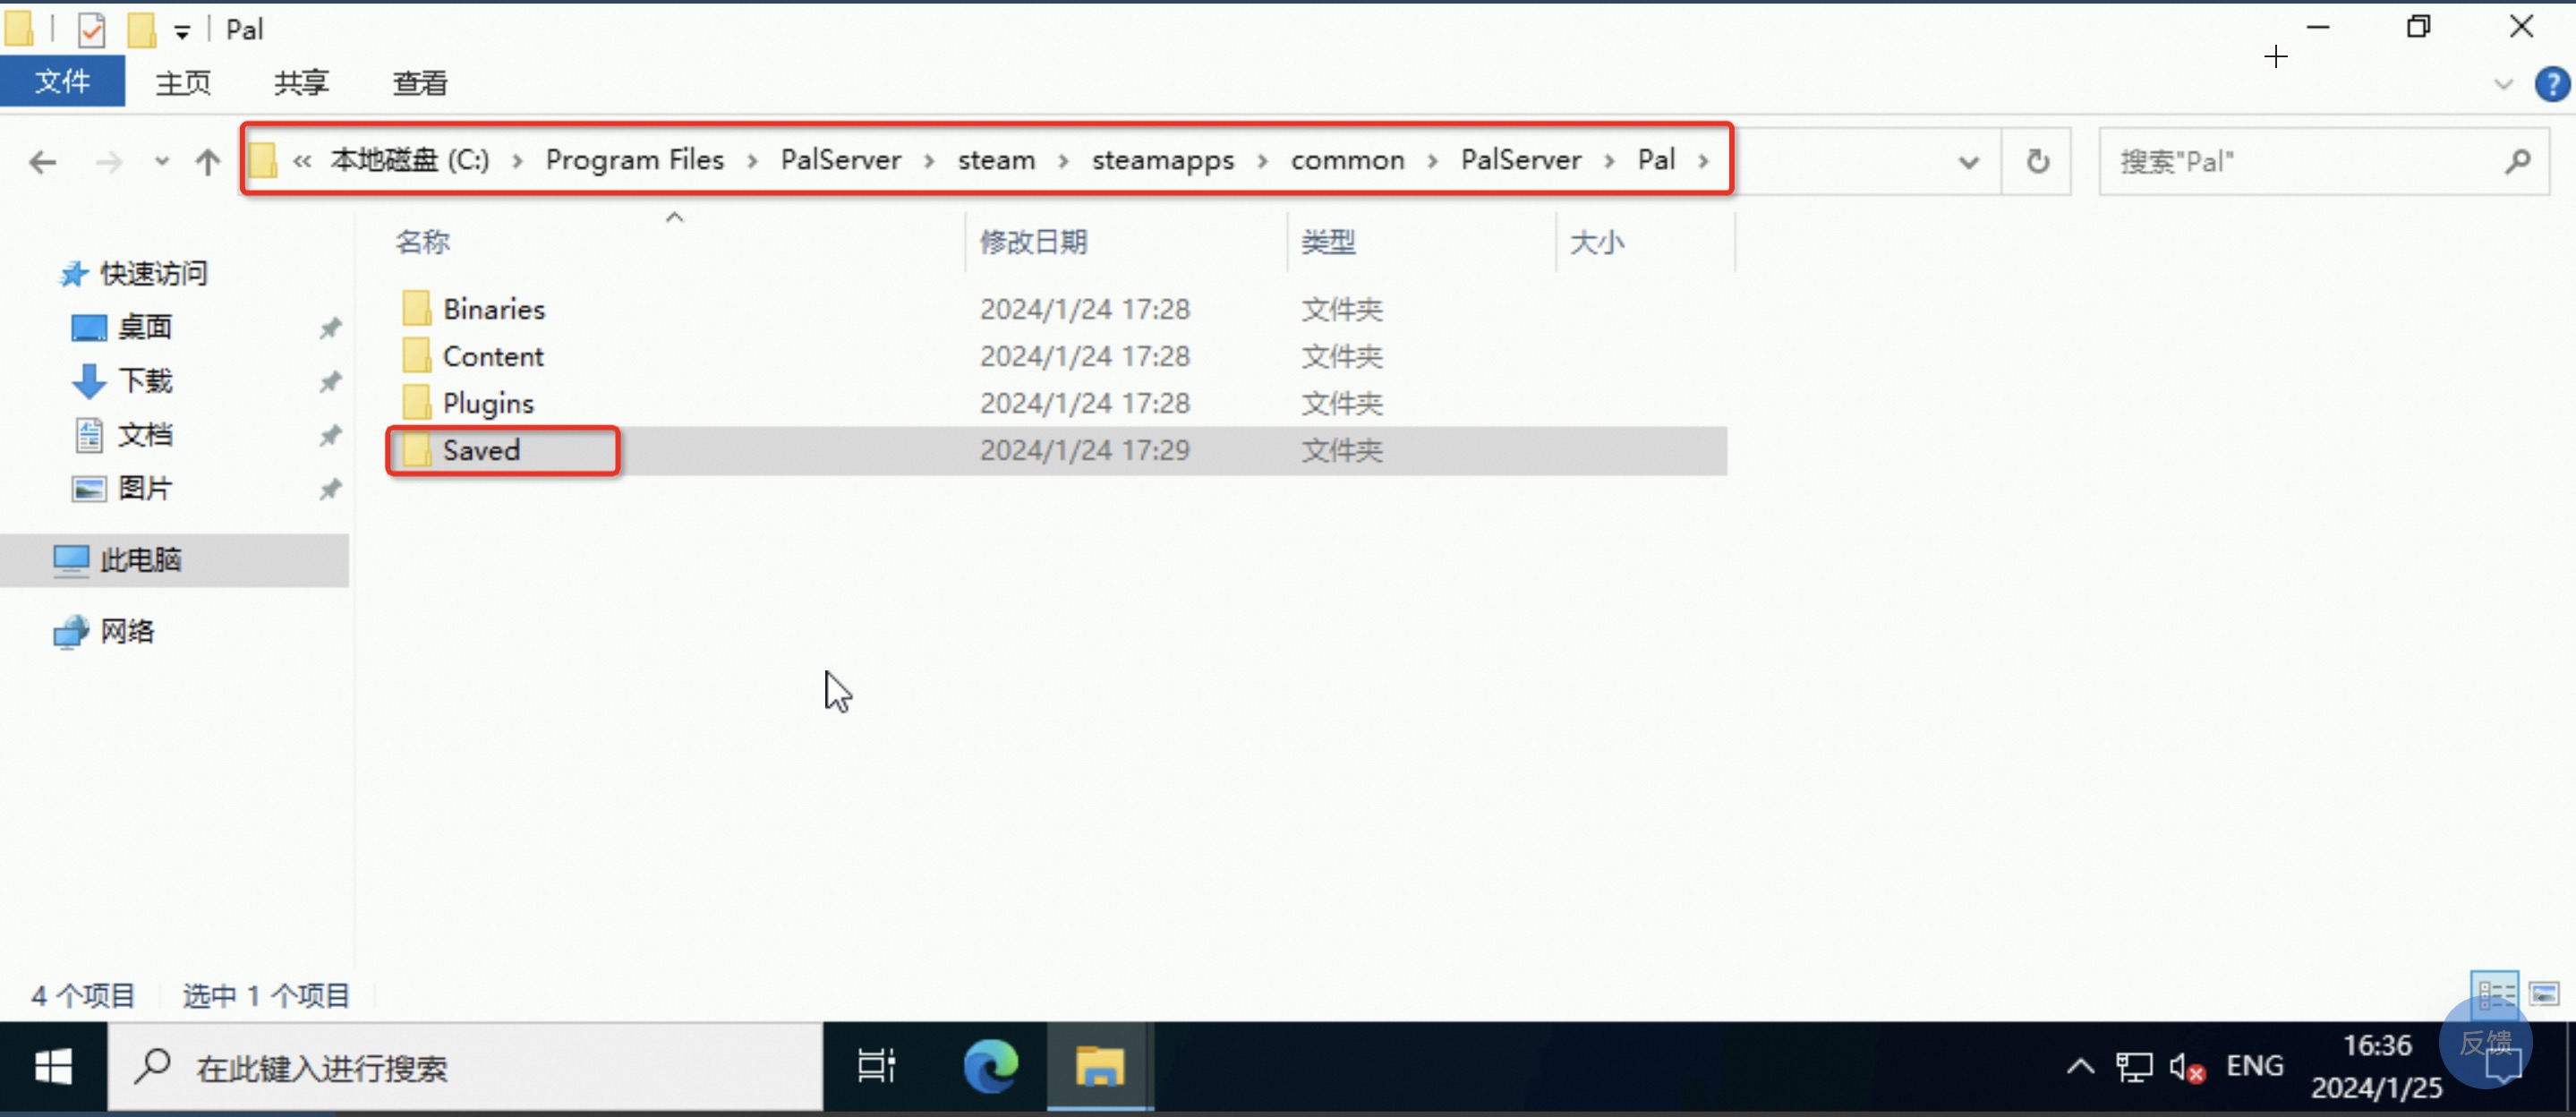 Pal
文件 主页 共享 查看
« 本地磁盘 (C:) › Program Files › PalServer › steam › steamapps › common › PalServer › Pal ›
搜索"Pal"
名称 修改日期 类型 大小
快速访问
桌面
下载
文档
图片
此电脑
网络
Binaries 2024/1/24 17:28 文件夹
Content 2024/1/24 17:28 文件夹
Plugins 2024/1/24 17:28 文件夹
Saved 2024/1/24 17:29 文件夹
4 个项目 选中 1 个项目
反馈
在此键入进行搜索
ENG
16:36
2024/1/25